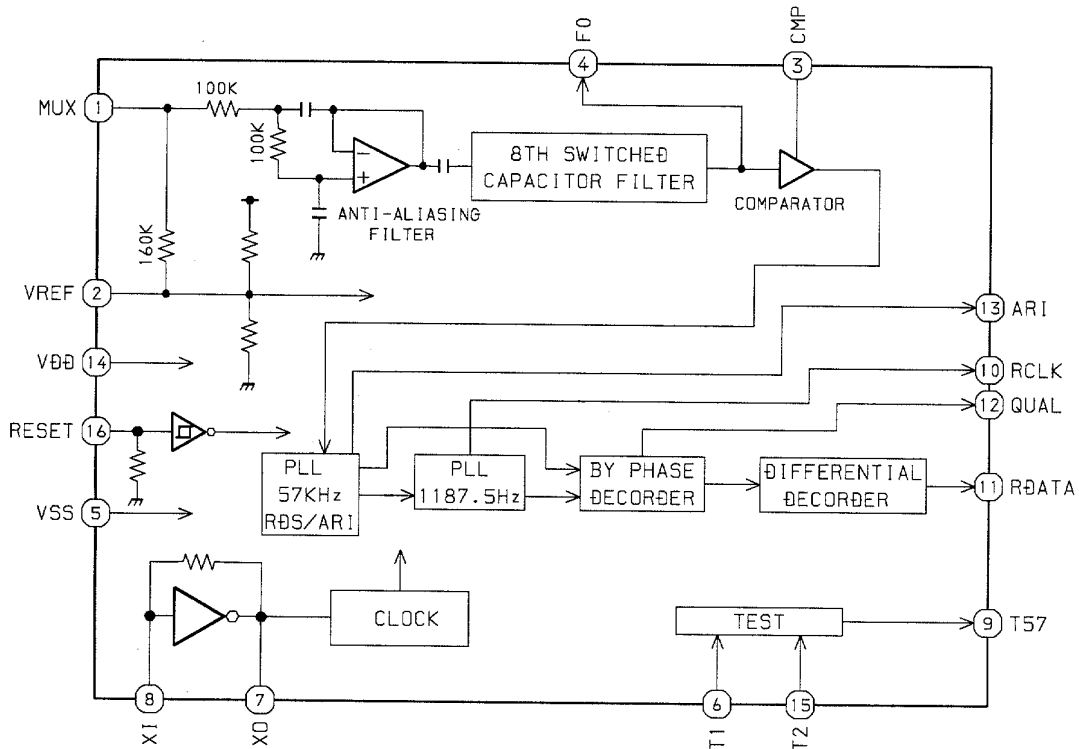 FO
CMP
4
3
MUX
1
100K
100K
8TH SWITCHED
CAPACITOR FILTER
COMPARATOR
ANTI-ALIASING
FILTER
160K
VREF
2
13
ARI
VDD
14
10
RCLK
12
QUAL
RESET
16
PLL
57KHz
RDS/ARI
PLL
1187.5Hz
BY PHASE
DECORDER
DIFFERENTIAL
DECORDER
11
RDATA
VSS
5
CLOCK
TEST
9
T57
8
7
6
15
XI
XO
T1
T2